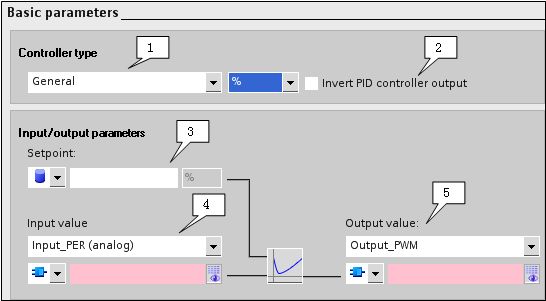 Basic parameters
1
2
Controller type
General
%
Invert PID controller output
Input/output parameters
3
Setpoint:
%
4
5
Input value
Output value:
Input_PER (analog)
Output_PWM